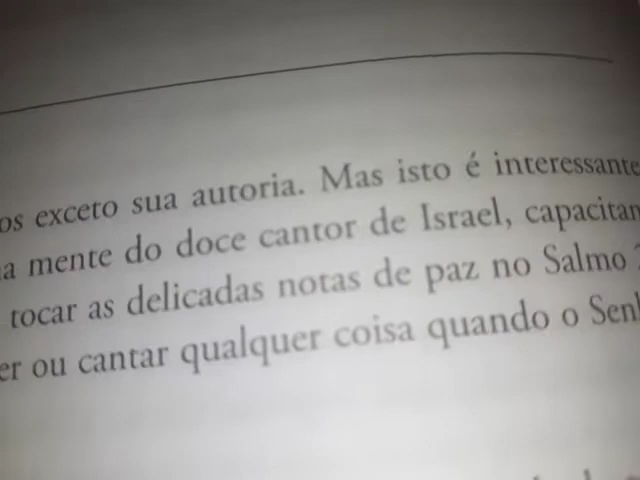 os exceto sua autoria. Mas isto é interessante
a mente do doce cantor de Israel, capacitan
tocar as delicadas notas de paz no Salmo
er ou cantar qualquer coisa quando o Sen